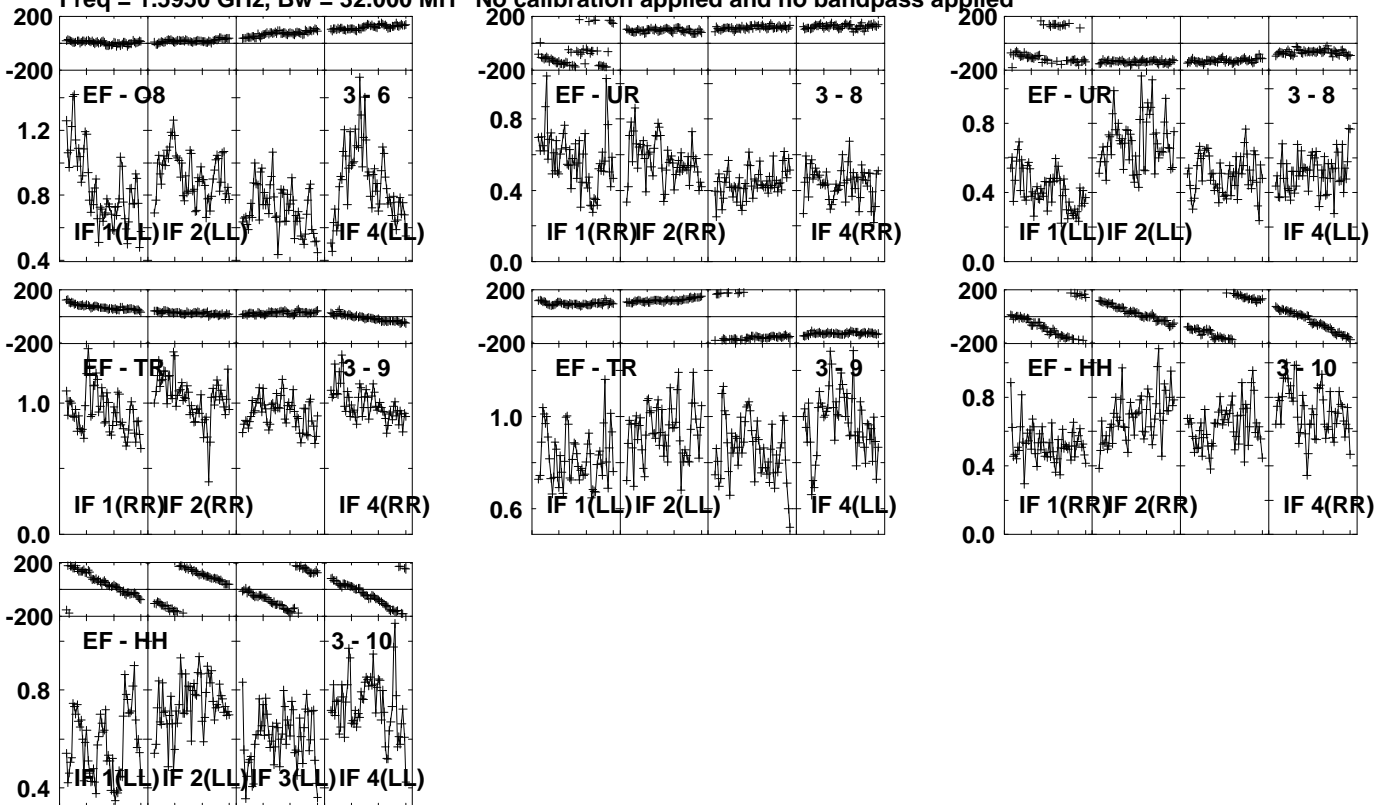 Freq = 1.5950 GHz, Bw = 32.000 MH No calibration applied and no bandpass applied
200
-200
EF - O8 3 - 6
1.2
0.8
0.4
IF 1(LL) IF 2(LL) IF 4(LL)
200
-200
EF - UR 3 - 8
0.8
0.4
0.0
IF 1(RR) IF 2(RR) IF 4(RR)
200
-200
EF - UR 3 - 8
0.8
0.4
0.0
IF 1(LL) IF 2(LL) IF 4(LL)
200
-200
EF - TR 3 - 9
1.0
0.0
IF 1(RR) IF 2(RR) IF 4(RR)
200
-200
EF - TR 3 - 9
1.0
0.6
IF 1(LL) IF 2(LL) IF 4(LL)
200
-200
EF - HH 3 - 10
0.8
0.4
0.0
IF 1(RR) IF 2(RR) IF 4(RR)
200
-200
EF - HH 3 - 10
0.8
0.4
IF 1(LL) IF 2(LL) IF 3(LL) IF 4(LL)